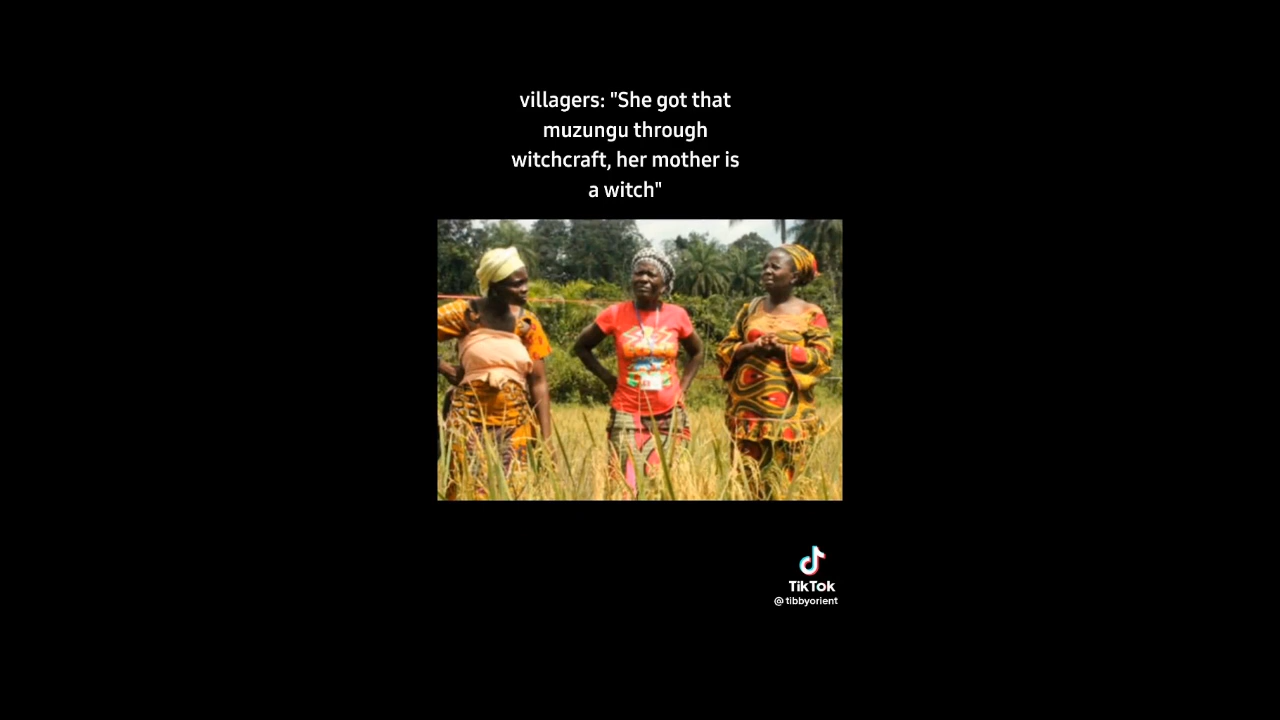 villagers: "She got that
muzungu through
witchcraft, her mother is
a witch"
TikTok
@tibbyorient